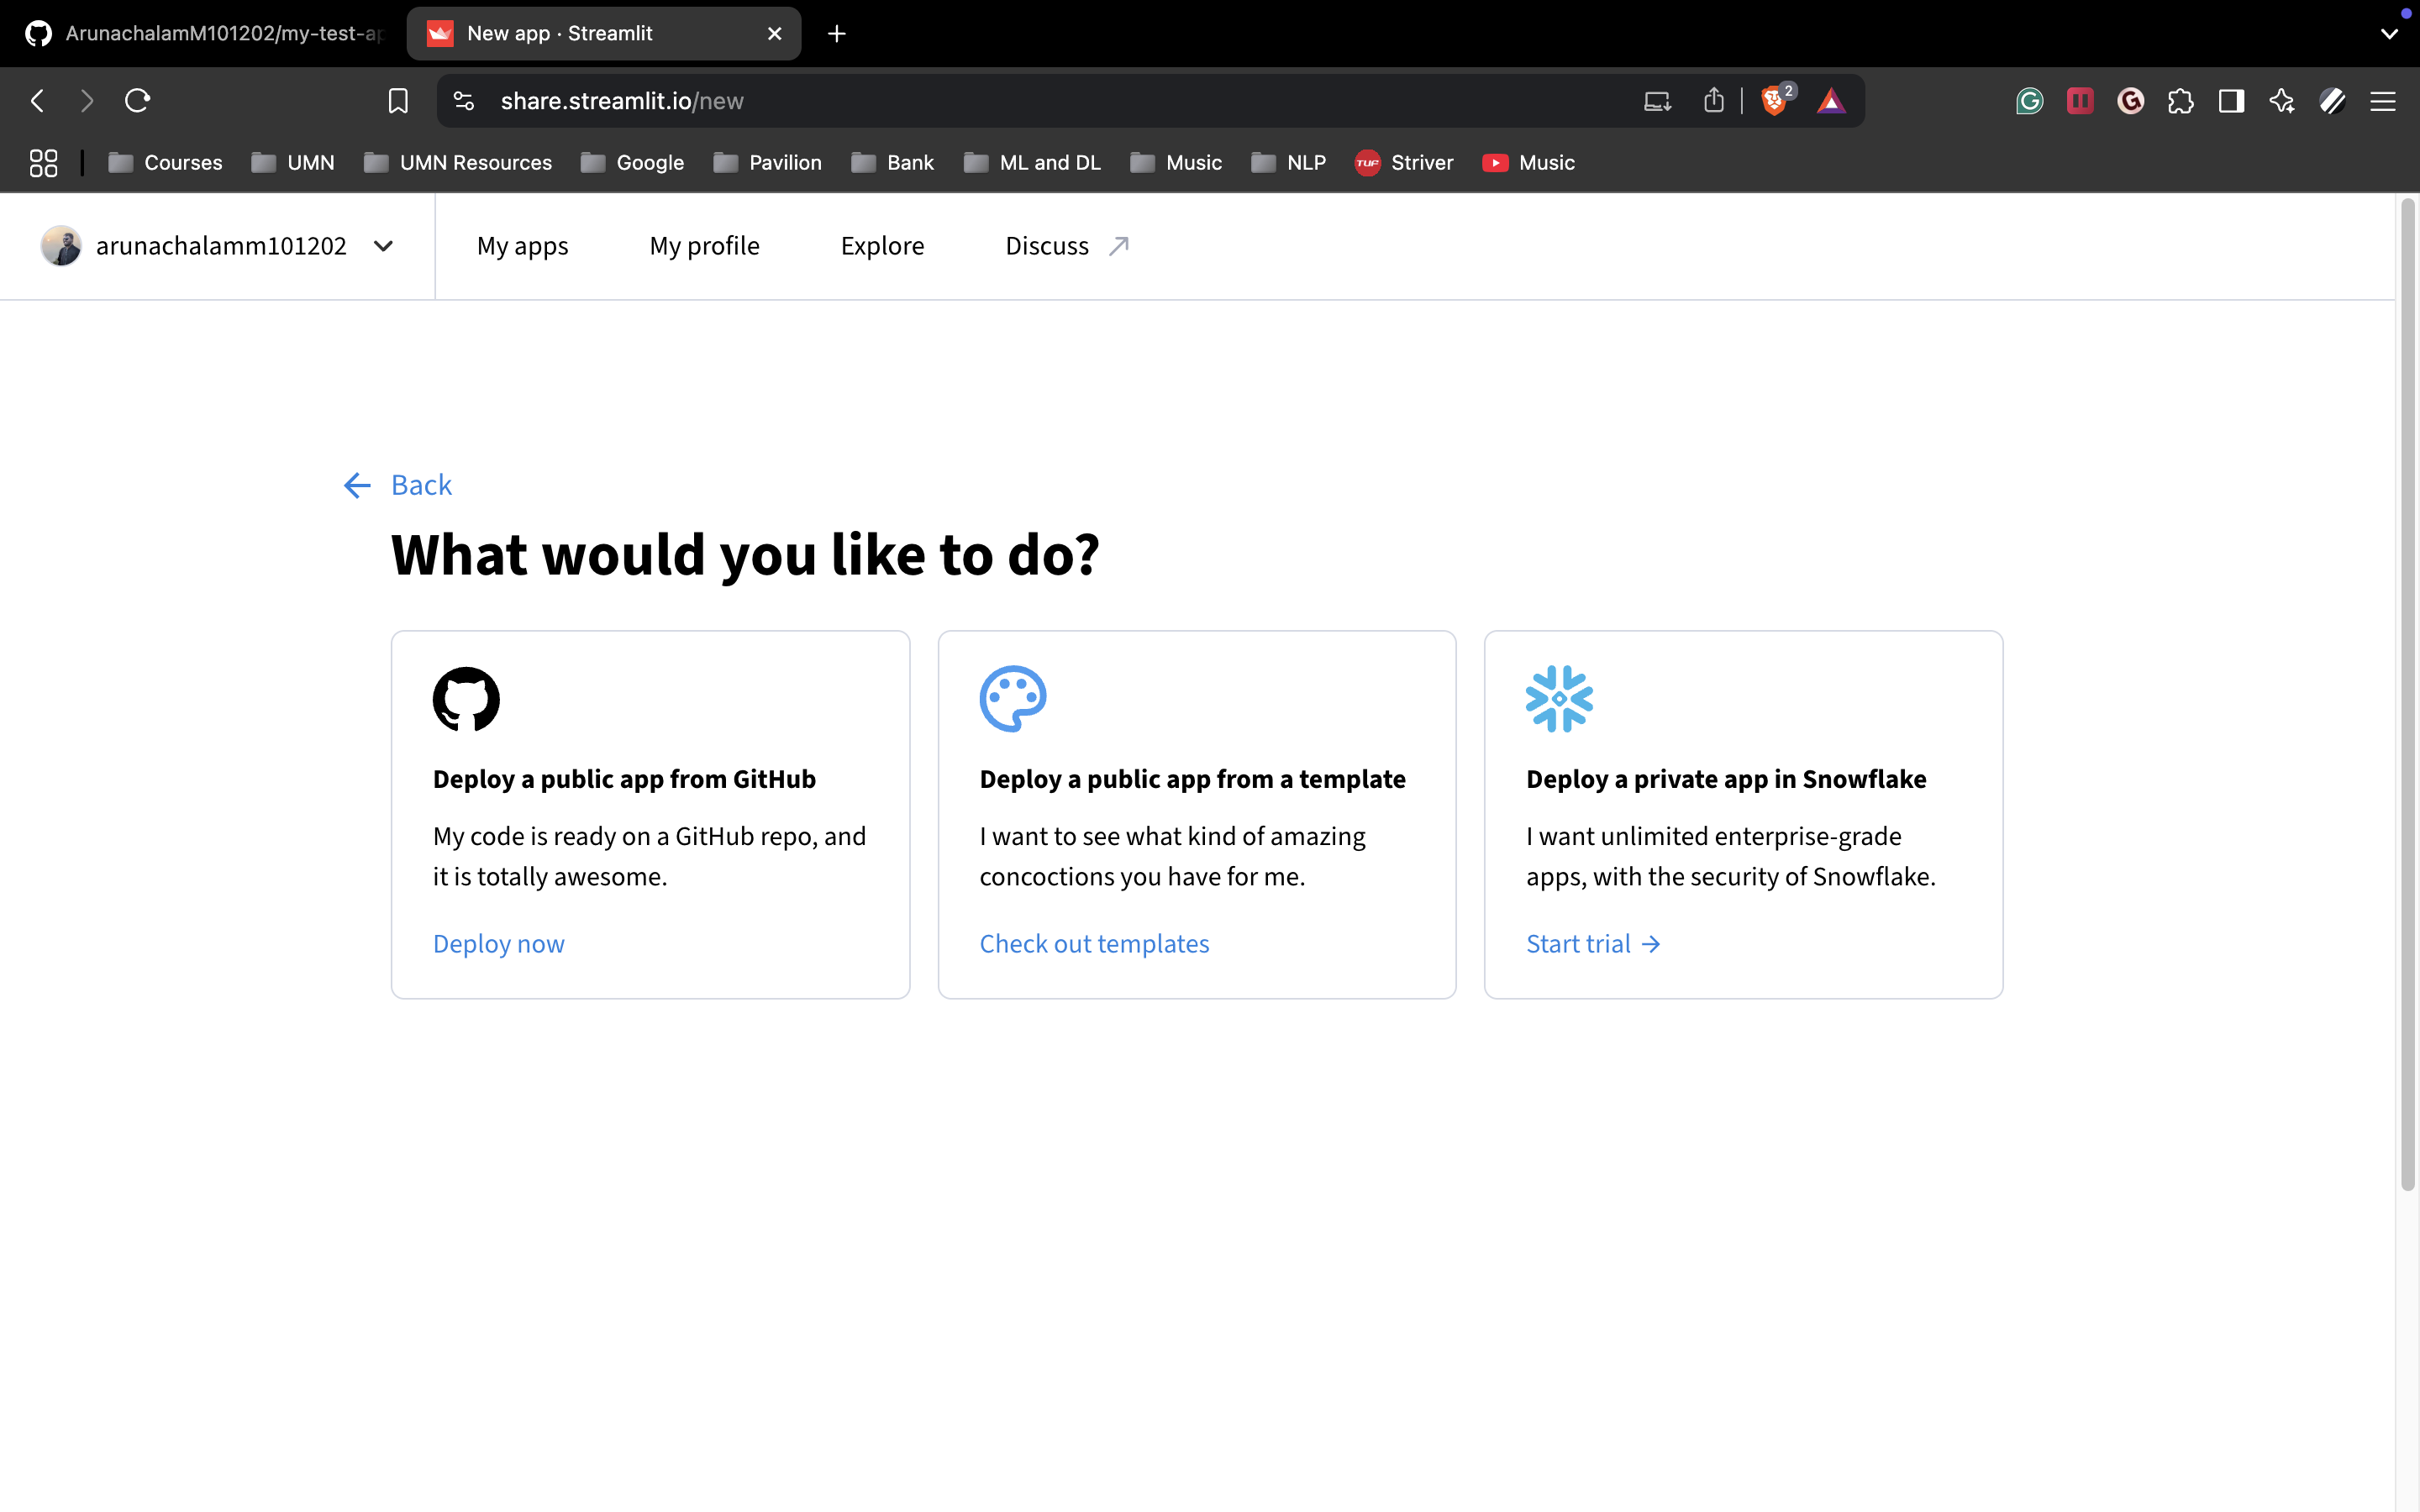 ArunachalamM101202/my-test-ap
New app · Streamlit
share.streamlit.io/new
2
Courses
UMN
UMN Resources
Google
Pavilion
Bank
ML and DL
Music
NLP
TUF
Striver
Music
arunachalamm101202
My apps
My profile
Explore
Discuss
Back
What would you like to do?
Deploy a public app from GitHub
My code is ready on a GitHub repo, and
it is totally awesome.
Deploy now
Deploy a public app from a template
I want to see what kind of amazing
concoctions you have for me.
Check out templates
Deploy a private app in Snowflake
I want unlimited enterprise-grade
apps, with the security of Snowflake.
Start trial